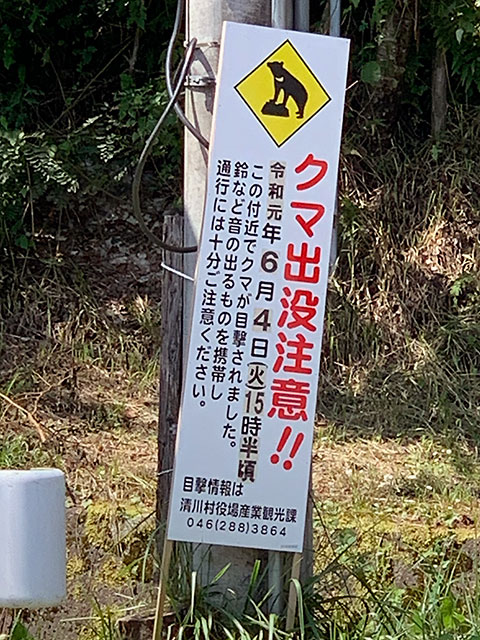 クマ出没注意!!
令和元年6月4日(火)15時半頃
この付近でクマが目撃されました。
鈴など音の出るものを携帯し
通行には十分ご注意ください。
目撃情報は
清川村役場産業観光課
046(288)3864